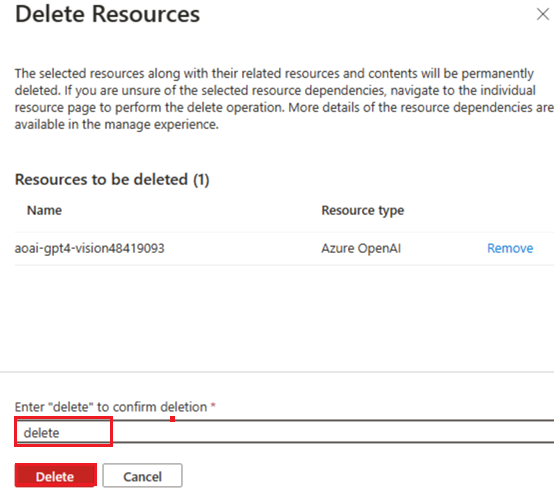 Delete Resources
The selected resources along with their related resources and contents will be permanently
deleted. If you are unsure of the selected resource dependencies, navigate to the individual
resource page to perform the delete operation. More details of the resource dependencies are
available in the manage experience.
Resources to be deleted (1)
Name Resource type
aoai-gpt4-vision48419093 Azure OpenAI Remove
Enter "delete" to confirm deletion *
delete
Delete Cancel